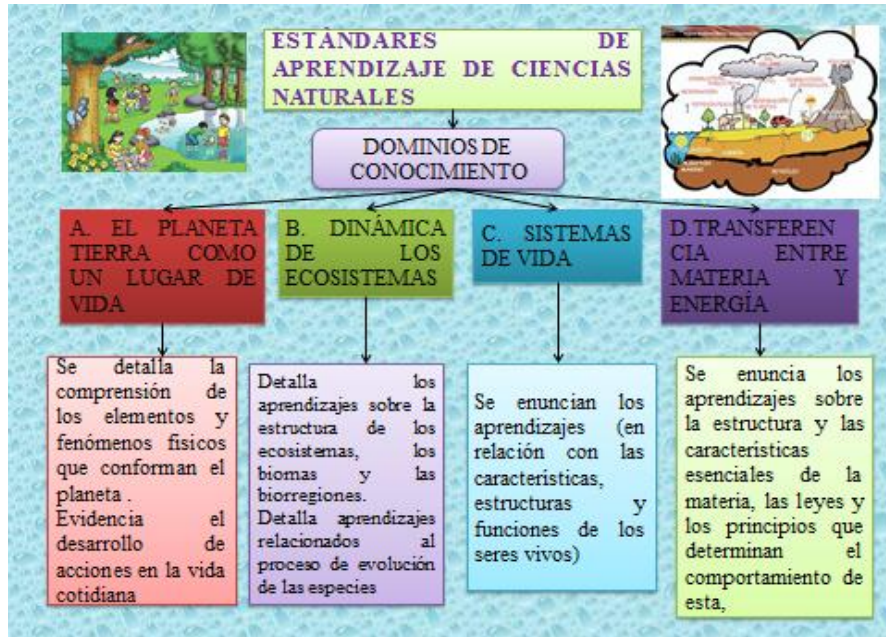 ESTÀNDARES DE
APRENDIZAJE DE CIENCIAS
NATURALES
DOMINIOS DE
CONOCIMIENTO
A. EL PLANETA
TIERRA COMO
UN LUGAR DE
VIDA
B. DINÁMICA
DE LOS
ECOSISTEMAS
C. SISTEMAS
DE VIDA
D.TRANSFEREN
CIA ENTRE
MATERIA Y
ENERGÌA
Se detalla la
comprensión de
los elementos y
fenómenos físicos
que conforman el
planeta .
Evidencia el
desarrollo de
acciones en la vida
cotidiana
Detalla los
aprendizajes sobre la
estructura de los
ecosistemas, los
biomas y las
biorregiones.
Detalla aprendizajes
relacionados al
proceso de evolución
de las especies
Se enuncian los
aprendizajes (en
relación con las
características,
estructuras y
funciones de los
seres vivos)
Se enuncia los
aprendizajes sobre
la estructura y las
características
esenciales de la
materia, las leyes y
los principios que
determinan el
comportamiento de
esta,